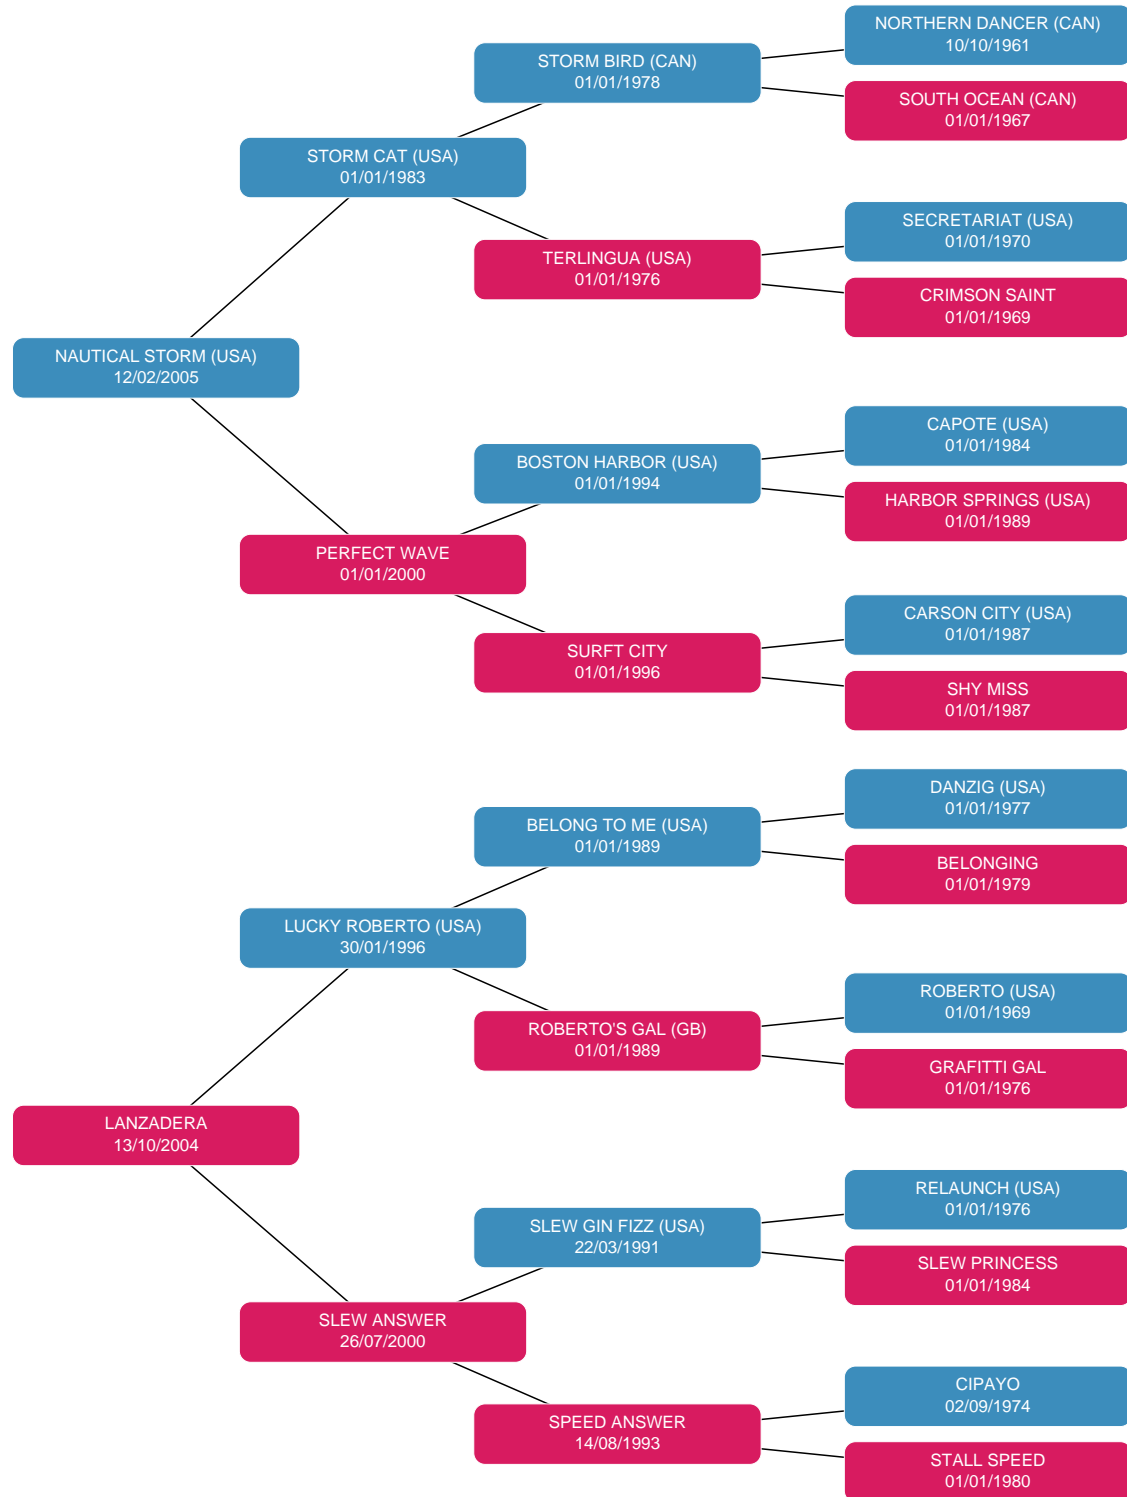 NORTHERN DANCER (CAN)
10/10/1961
STORM BIRD (CAN)
01/01/1978
SOUTH OCEAN (CAN)
01/01/1967
STORM CAT (USA)
01/01/1983
SECRETARIAT (USA)
01/01/1970
TERLINGUA (USA)
01/01/1976
CRIMSON SAINT
01/01/1969
NAUTICAL STORM (USA)
12/02/2005
CAPOTE (USA)
01/01/1984
BOSTON HARBOR (USA)
01/01/1994
HARBOR SPRINGS (USA)
01/01/1989
PERFECT WAVE
01/01/2000
CARSON CITY (USA)
01/01/1987
SURFT CITY
01/01/1996
SHY MISS
01/01/1987
DANZIG (USA)
01/01/1977
BELONG TO ME (USA)
01/01/1989
BELONGING
01/01/1979
LUCKY ROBERTO (USA)
30/01/1996
ROBERTO (USA)
01/01/1969
ROBERTO'S GAL (GB)
01/01/1989
GRAFITTI GAL
01/01/1976
LANZADERA
13/10/2004
RELAUNCH (USA)
01/01/1976
SLEW GIN FIZZ (USA)
22/03/1991
SLEW PRINCESS
01/01/1984
SLEW ANSWER
26/07/2000
CIPAYO
02/09/1974
SPEED ANSWER
14/08/1993
STALL SPEED
01/01/1980